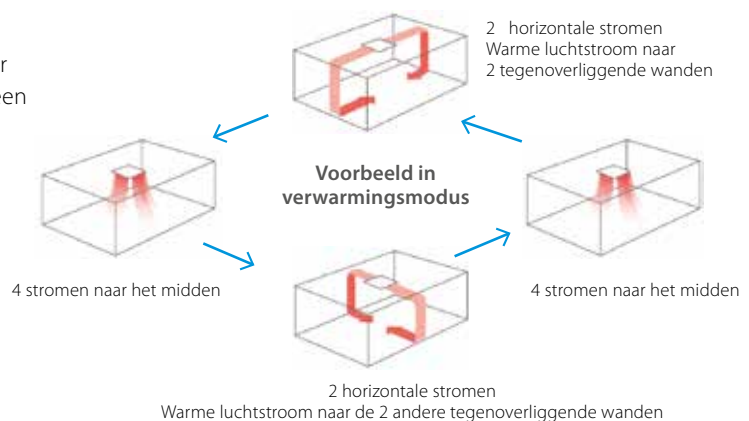 r
een
2 horizontale stromen
Warme luchtstroom naar
2 tegenoverliggende wanden
Voorbeeld in
verwarmingsmodus
4 stromen naar het midden
4 stromen naar het midden
2 horizontale stromen
Warme luchtstroom naar de 2 andere tegenoverliggende wanden